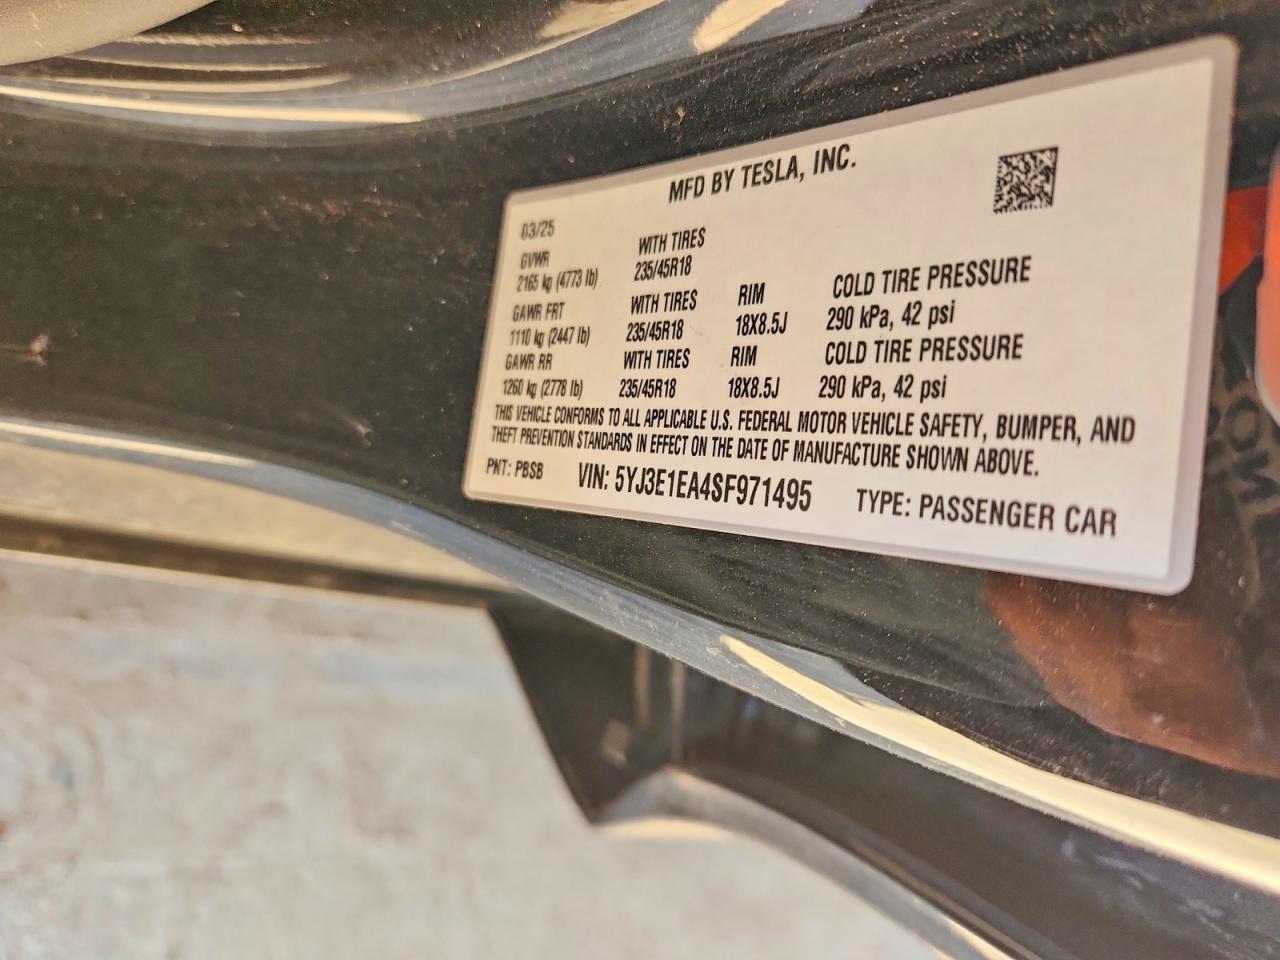 MFD BY TESLA, INC.
03/25
GVWR WITH TIRES
2165 kg (4773 lb) 235/45R18
GAWR FRT WITH TIRES RIM COLD TIRE PRESSURE
1110 kg (2447 lb) 235/45R18 18X8.5J 290 kPa, 42 psi
GAWR RR WITH TIRES RIM COLD TIRE PRESSURE
1260 kg (2778 lb) 235/45R18 18X8.5J 290 kPa, 42 psi
THIS VEHICLE CONFORMS TO ALL APPLICABLE U.S. FEDERAL MOTOR VEHICLE SAFETY, BUMPER, AND
THEFT PREVENTION STANDARDS IN EFFECT ON THE DATE OF MANUFACTURE SHOWN ABOVE.
PNT: PBSB VIN: 5YJ3E1EA4SF971495 TYPE: PASSENGER CAR